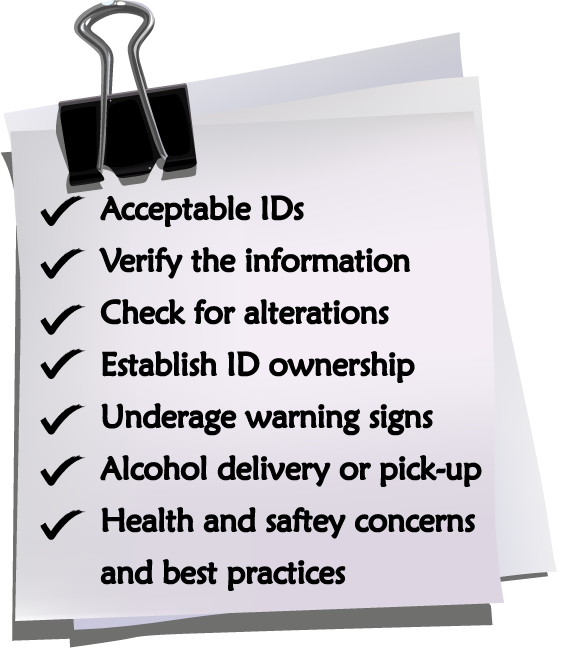 Acceptable IDs
Verify the information
Check for alterations
Establish ID ownership
Underage warning signs
Alcohol delivery or pick-up
Health and saftey concerns
and best practices